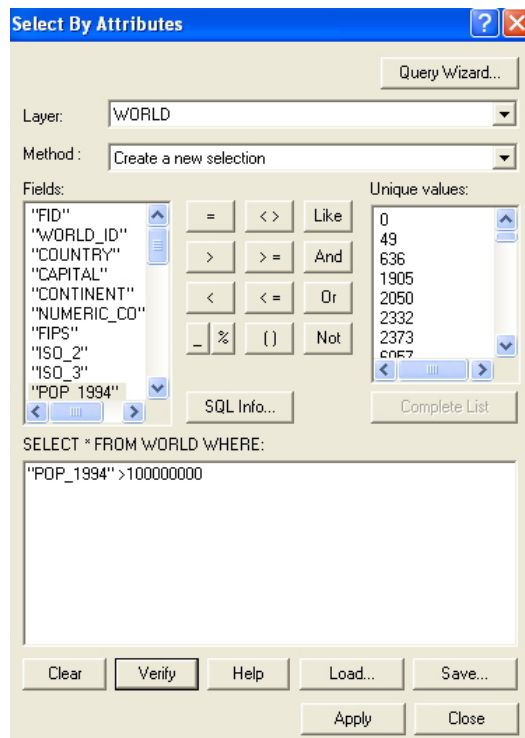 Select By Attributes
Query Wizard...
Layer: WORLD
Method : Create a new selection
Fields:
"FID"
"WORLD_ID"
"COUNTRY"
"CAPITAL"
"CONTINENT"
"NUMERIC_CO"
"FIPS"
"ISO_2"
"ISO_3"
"POP_1994"
= < > Like
> > = And
< < = Or
_ % ( ) Not
SQL Info...
Unique values:
0
49
636
1905
2050
2332
2373
6057
Complete List
SELECT * FROM WORLD WHERE:
"POP_1994" >100000000
Clear Verify Help Load... Save...
Apply Close